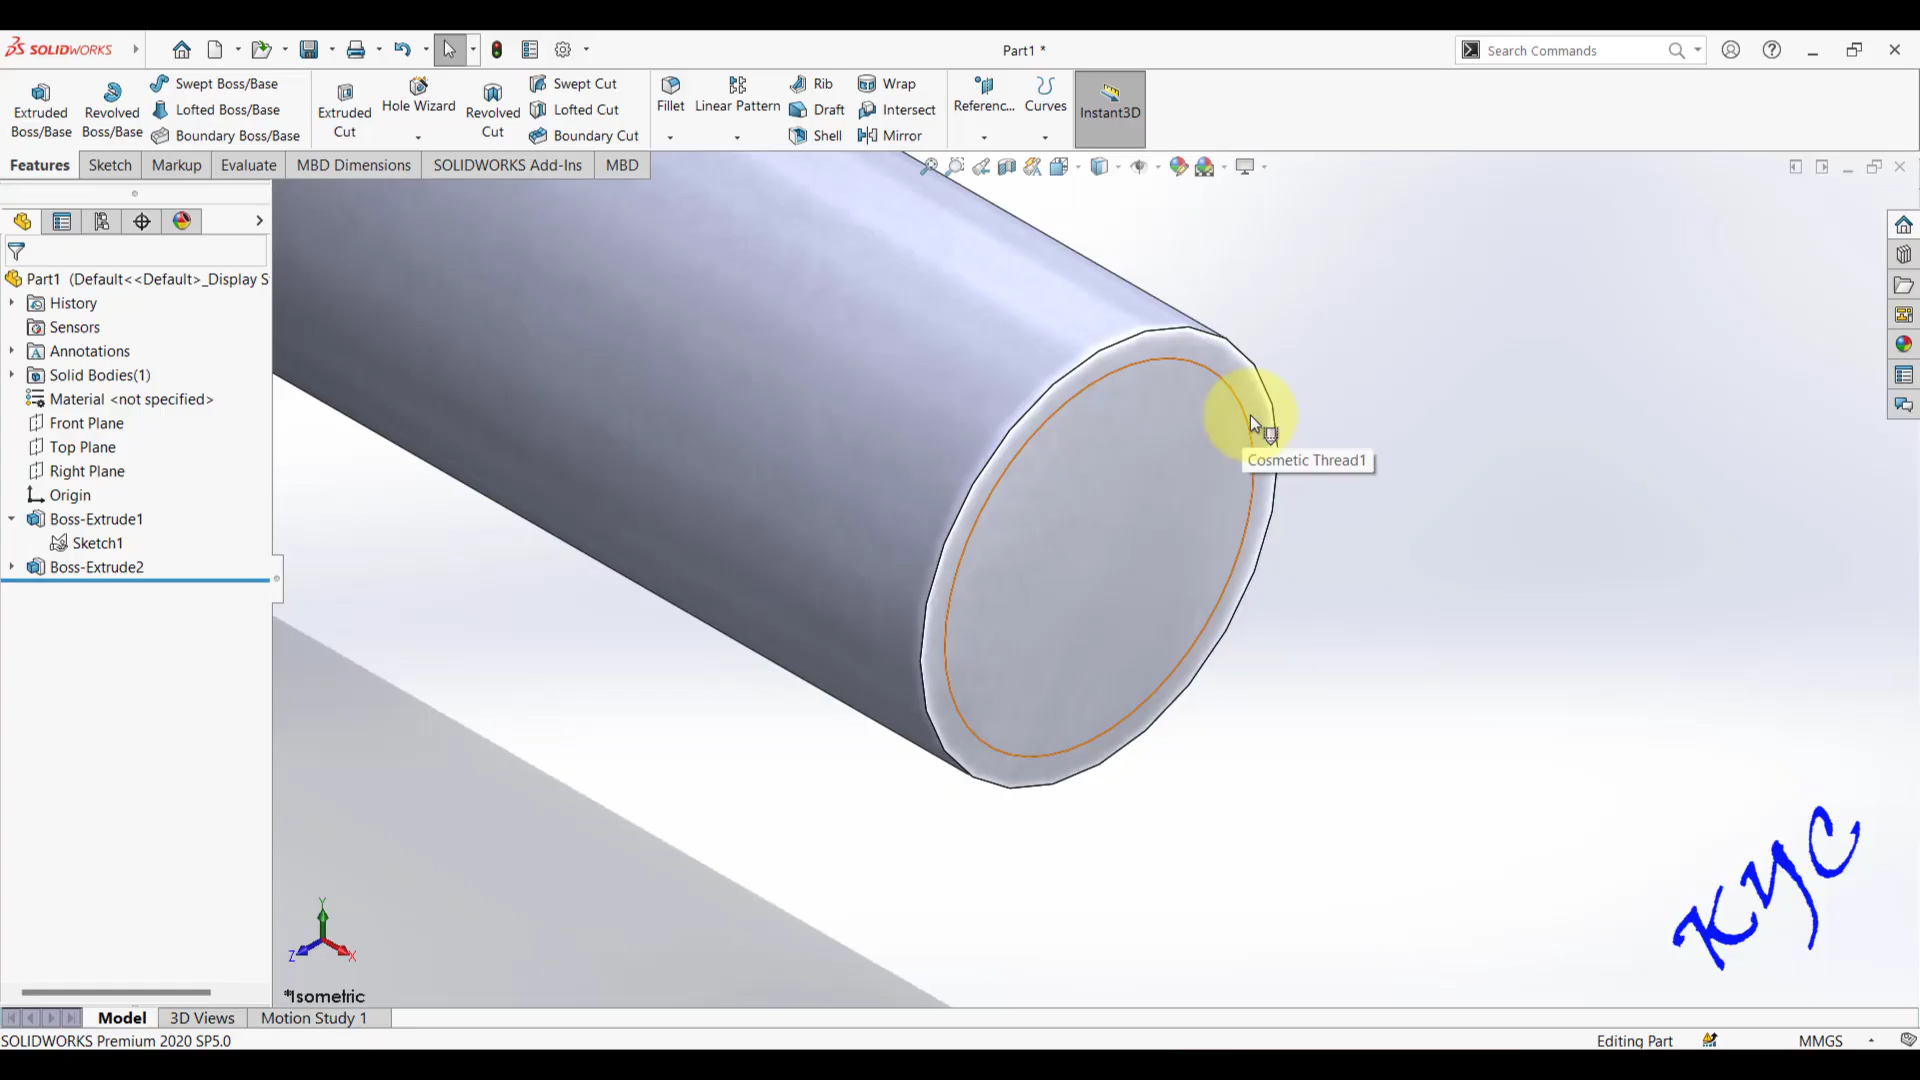 SOLIDWORKS
Part1 *
Search Commands
Extruded Boss/Base
Revolved Boss/Base
Swept Boss/Base
Lofted Boss/Base
Boundary Boss/Base
Extruded Cut
Hole Wizard
Revolved Cut
Swept Cut
Lofted Cut
Boundary Cut
Fillet
Linear Pattern
Rib
Draft
Shell
Wrap
Intersect
Mirror
Referenc...
Curves
Instant3D
Features Sketch Markup Evaluate MBD Dimensions SOLIDWORKS Add-Ins MBD
Part1 (Default<<Default>_Display S
History
Sensors
Annotations
Solid Bodies(1)
Material <not specified>
Front Plane
Top Plane
Right Plane
Origin
Boss-Extrude1
Sketch1
Boss-Extrude2
Cosmetic Thread1
KYC
Y
Z
X
*Isometric
Model 3D Views Motion Study 1
SOLIDWORKS Premium 2020 SP5.0
Editing Part
MMGS